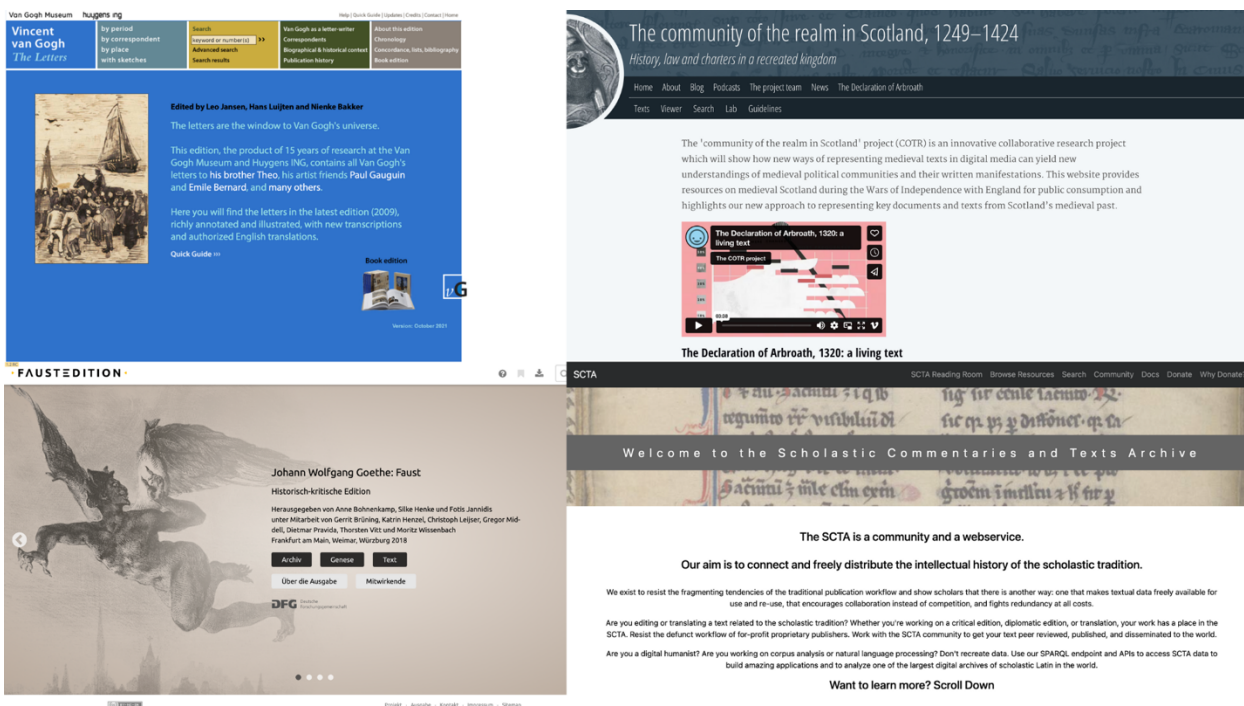 Van Gogh Museum huygens ing
Help | Quick Guide | Updates | Credits | Contact | Home
Vincent
van Gogh
The Letters
by period
by correspondent
by place
with sketches
Search
keyword or number(s) >>
Advanced search
Search results
Van Gogh as a letter-writer
Correspondents
Biographical & historical context
Publication history
About this edition
Chronology
Concordance, lists, bibliography
Book edition
Edited by Leo Jansen, Hans Luijten and Nienke Bakker
The letters are the window to Van Gogh's universe.
This edition, the product of 15 years of research at the Van
Gogh Museum and Huygens ING, contains all Van Gogh's
letters to his brother Theo, his artist friends Paul Gauguin
and Emile Bernard, and many others.
Here you will find the letters in the latest edition (2009),
richly annotated and illustrated, with new transcriptions
and authorized English translations.
Quick Guide
Book edition
vG
Version: October 2021
The community of the realm in Scotland, 1249–1424
History, law and charters in a recreated kingdom
Home About Blog Podcasts The project team News The Declaration of Arbroath
Texts Viewer Search Lab Guidelines
The 'community of the realm in Scotland' project (COTR) is an innovative collaborative research project
which will show how new ways of representing medieval texts in digital media can yield new
understandings of medieval political communities and their written manifestations. This website provides
resources on medieval Scotland during the Wars of Independence with England for public consumption and
highlights our new approach to representing key documents and texts from Scotland's medieval past.
The Declaration of Arbroath, 1320: a
living text
The COTR project
03:08
The Declaration of Arbroath, 1320: a living text
FAUSTEDITION
Johann Wolfgang Goethe: Faust
Historisch-kritische Edition
Herausgegeben von Anne Bohnenkamp, Silke Henke und Fotis Jannidis
unter Mitarbeit von Gerrit Brüning, Katrin Henzel, Christoph Leijser, Gregor Mid-
dell, Dietmar Pravida, Thorsten Vitt und Moritz Wissenbach
Frankfurt am Main, Weimar, Würzburg 2018
Archiv Genese Text
Über die Ausgabe Mitwirkende
DFG Deutsche
Forschungsgemeinschaft
Projekt - Ausgabe - Kontakt - Impressum - Sitemap
SCTA
SCTA Reading Room Browse Resources Search Community Docs Donate Why Donate?
Welcome to the Scholastic Commentaries and Texts Archive
The SCTA is a community and a webservice.
Our aim is to connect and freely distribute the intellectual history of the scholastic tradition.
We exist to resist the fragmenting tendencies of the traditional publication workflow and show scholars that there is another way: one that makes textual data freely available for
use and re-use, that encourages collaboration instead of competition, and fights redundancy at all costs.
Are you editing or translating a text related to the scholastic tradition? Whether you're working on a critical edition, diplomatic edition, or translation, your work has a place in the
SCTA. Resist the defunct workflow of for-profit proprietary publishers. Work with the SCTA community to get your text peer reviewed, published, and disseminated to the world.
Are you a digital humanist? Are you working on corpus analysis or natural language processing? Don't recreate data. Use our SPARQL endpoint and APIs to access SCTA data to
build amazing applications and to analyze one of the largest digital archives of scholastic Latin in the world.
Want to learn more? Scroll Down